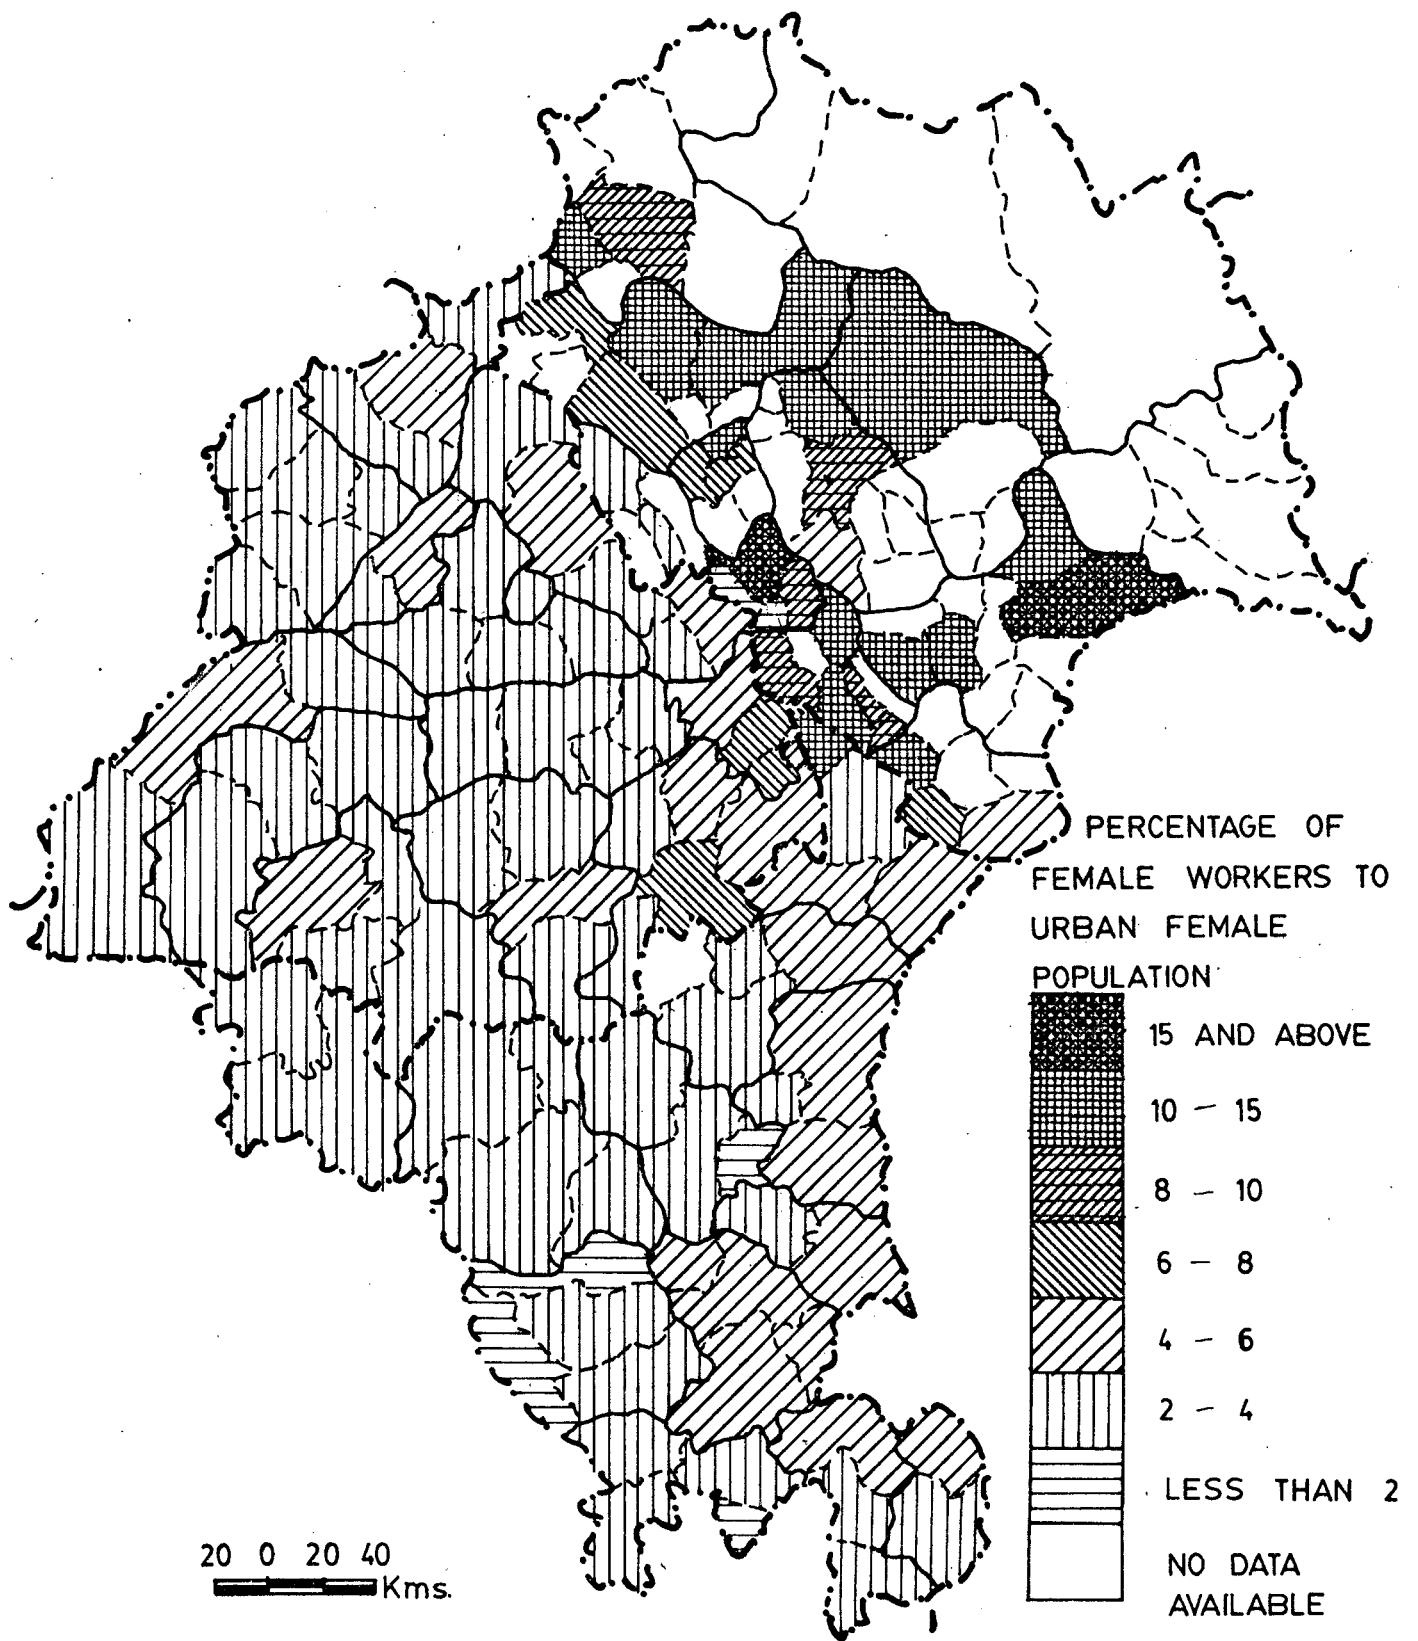 PERCENTAGE OF
FEMALE WORKERS TO
URBAN FEMALE
POPULATION
15 AND ABOVE
10 — 15
8 — 10
6 — 8
4 — 6
2 — 4
LESS THAN 2
NO DATA
AVAILABLE
20 0 20 40
Kms.